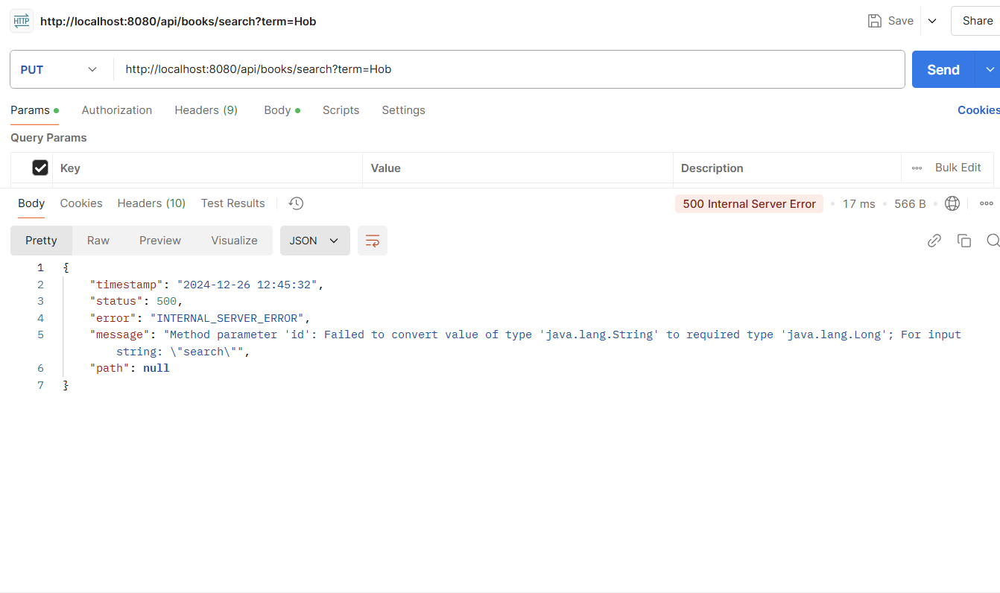 HTTP http://localhost:8080/api/books/search?term=Hob Save Share
PUT http://localhost:8080/api/books/search?term=Hob Send
Params Authorization Headers (9) Body Scripts Settings Cookies
Query Params
Key Value Description Bulk Edit
Body Cookies Headers (10) Test Results 500 Internal Server Error 17 ms 566 B
Pretty Raw Preview Visualize JSON
1 {
2 "timestamp": "2024-12-26 12:45:32",
3 "status": 500,
4 "error": "INTERNAL_SERVER_ERROR",
5 "message": "Method parameter 'id': Failed to convert value of type 'java.lang.String' to required type 'java.lang.Long'; For input
string: \"search\"",
6 "path": null
7 }